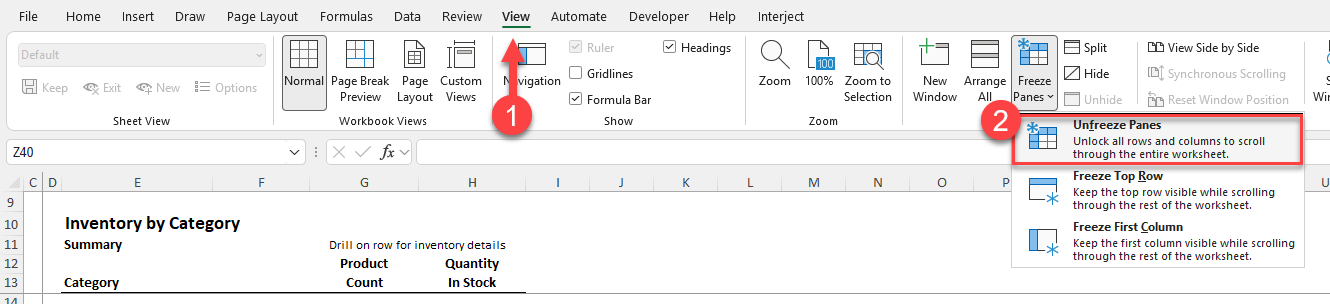 File Home Insert Draw Page Layout Formulas Data Review View Automate Developer Help Interject
Default
Keep Exit New Options
Sheet View
Normal
Page Break
Preview
Page
Layout
Custom
Views
Workbook Views
Navigation
Ruler
Gridlines
Formula Bar
Headings
Show
Zoom
100
100%
Zoom to
Selection
Zoom
New
Window
Arrange
All
Freeze
Panes
Split
Hide
Unhide
View Side by Side
Synchronous Scrolling
Reset Window Position
1
2
Unfreeze Panes
Unlock all rows and columns to scroll
through the entire worksheet.
Freeze Top Row
Keep the top row visible while scrolling
through the rest of the worksheet.
Freeze First Column
Keep the first column visible while scrolling
through the rest of the worksheet.
Z40
fx
C D E F G H I J K L M N O P U
9
10 Inventory by Category
11 Summary Drill on row for inventory details
12 Product Quantity
13 Category Count In Stock
14